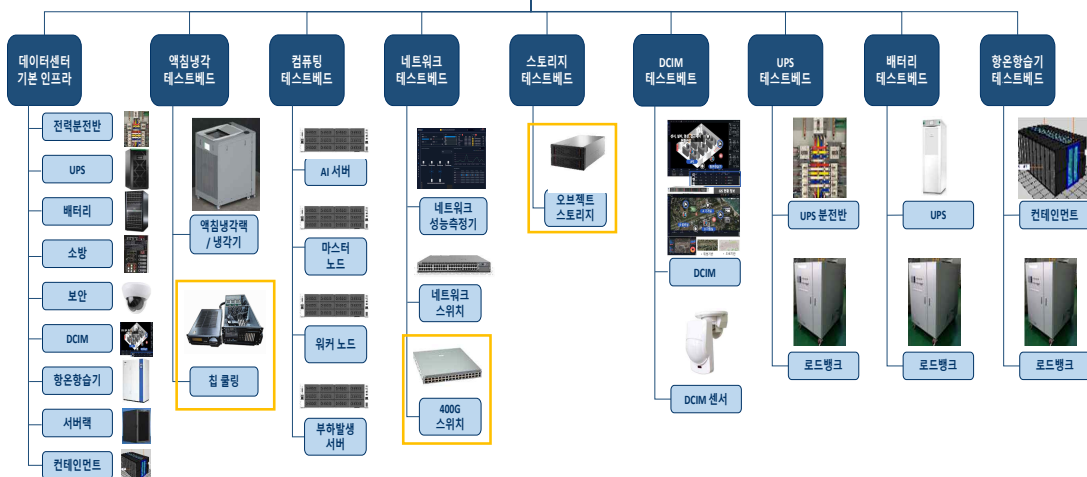 데이터센터
기본 인프라
전력분전반
UPS
배터리
소방
보안
DCIM
항온항습기
서버랙
컨테인먼트
액침냉각
테스트베드
액침냉각랙
/ 냉각기
칩 쿨링
컴퓨팅
테스트베드
AI 서버
마스터
노드
워커 노드
부하발생
서버
네트워크
테스트베드
네트워크
성능측정기
네트워크
스위치
400G
스위치
스토리지
테스트베드
오브젝트
스토리지
DCIM
테스트베트
DCIM
DCIM 센서
UPS
테스트베드
UPS 분전반
로드뱅크
배터리
테스트베드
UPS
로드뱅크
항온항습기
테스트베드
컨테인먼트
로드뱅크